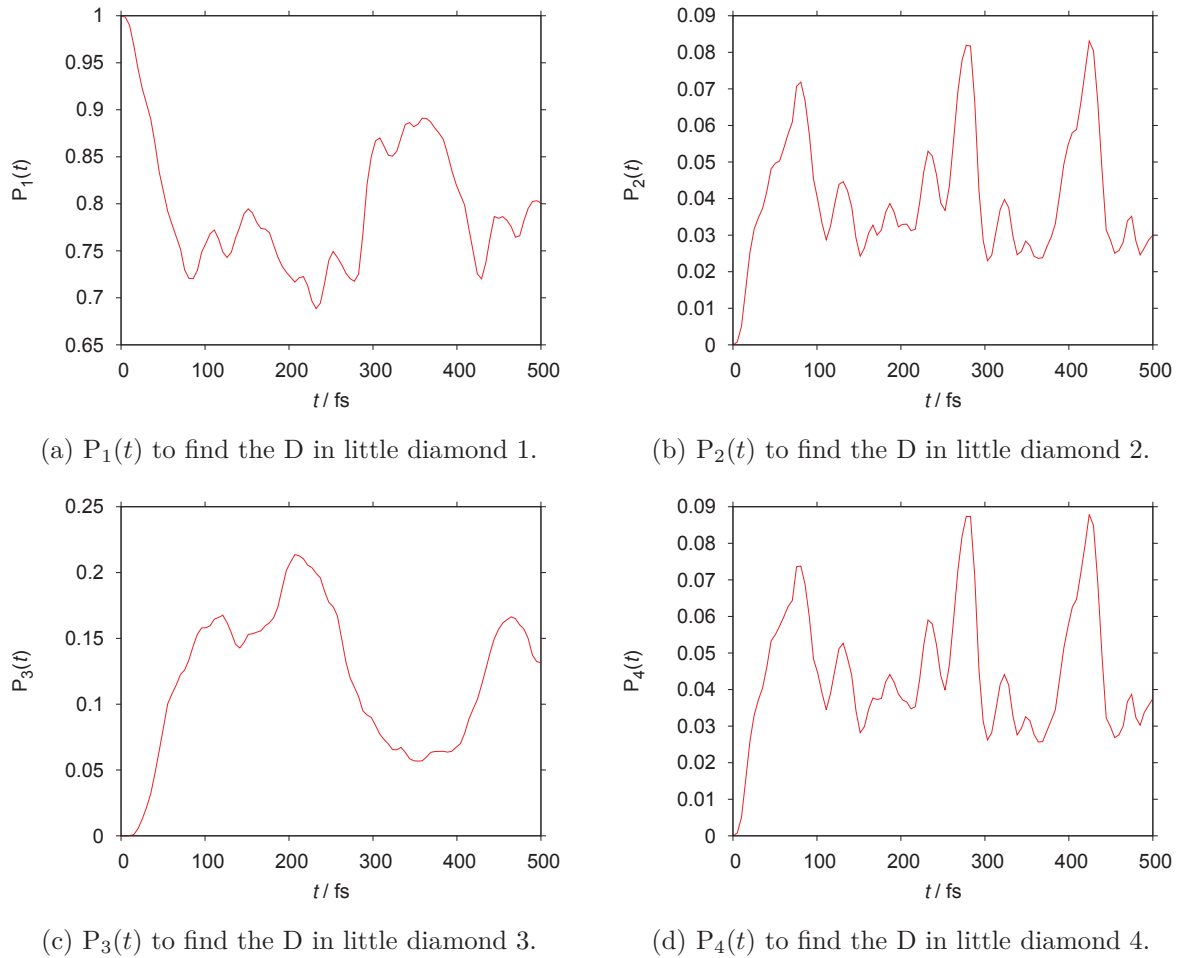 P1(t)
1
0.95
0.9
0.85
0.8
0.75
0.7
0.65
0 100 200 300 400 500
t / fs
(a) P1(t) to find the D in little diamond 1.
P2(t)
0.09
0.08
0.07
0.06
0.05
0.04
0.03
0.02
0.01
0
0 100 200 300 400 500
t / fs
(b) P2(t) to find the D in little diamond 2.
P3(t)
0.25
0.2
0.15
0.1
0.05
0
0 100 200 300 400 500
t / fs
(c) P3(t) to find the D in little diamond 3.
P4(t)
0.09
0.08
0.07
0.06
0.05
0.04
0.03
0.02
0.01
0
0 100 200 300 400 500
t / fs
(d) P4(t) to find the D in little diamond 4.